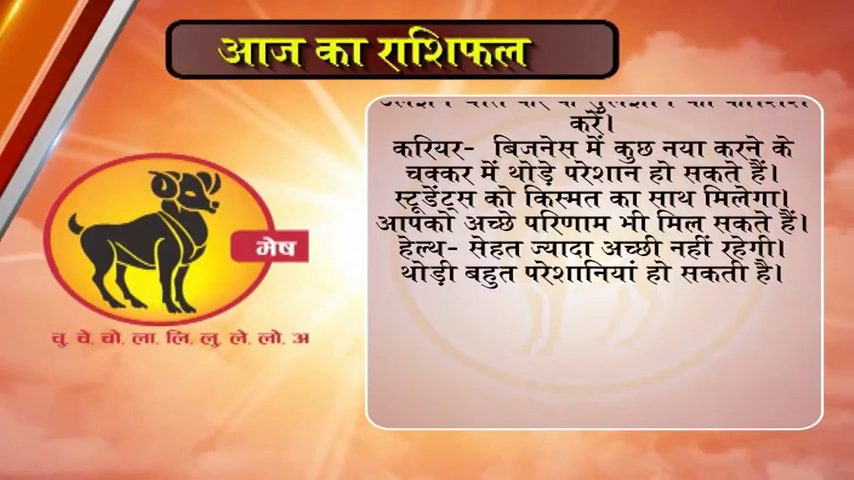 आज का राशिफल
करें।
करियर- बिजनेस में कुछ नया करने के
चक्कर में थोड़े परेशान हो सकते हैं।
स्टूडेंट्स को किस्मत का साथ मिलेगा।
आपको अच्छे परिणाम भी मिल सकते हैं।
हेल्थ- सेहत ज्यादा अच्छी नहीं रहेगी।
थोड़ी बहुत परेशानियां हो सकती है।
मेष
चु, चे, चो, ला, लि, लु, ले, लो, अ